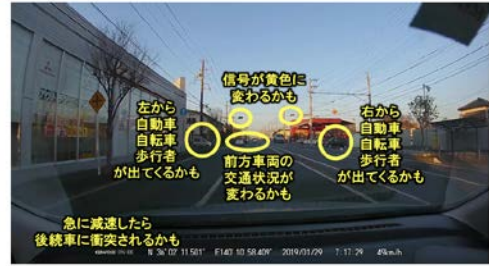 信号が黄色に
変わるかも
左から
自動車
自転車
歩行者
が出てくるかも
前方車両の
交通状況が
変わるかも
右から
自動車
自転車
歩行者
が出てくるかも
急に減速したら
後続車に衝突されるかも
N 36°02'11.501" E140°10'58.409" 2019/01/29 7:17:29 49km/h